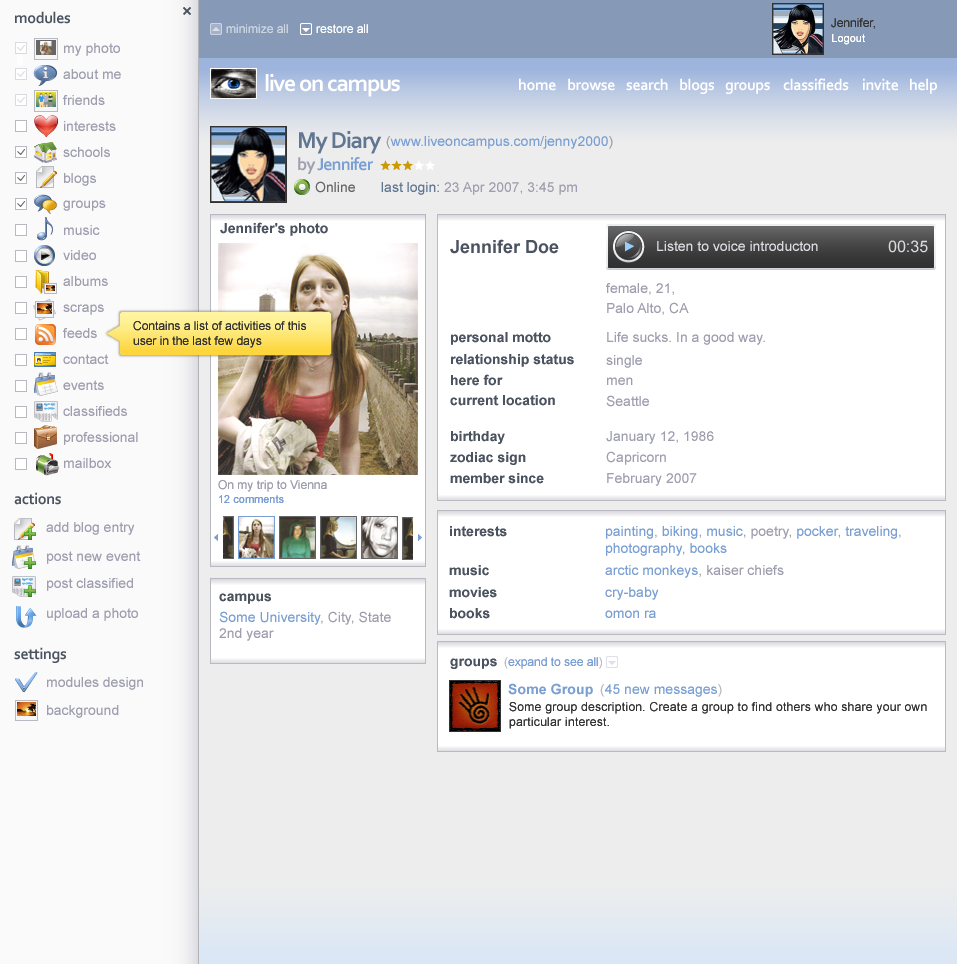 modules
my photo
about me
friends
interests
schools
blogs
groups
music
video
albums
scraps
feeds
Contains a list of activities of this
user in the last few days
contact
events
classifieds
professional
mailbox
actions
add blog entry
post new event
post classified
upload a photo
settings
modules design
background
minimize all
restore all
Jennifer,
Logout
live on campus
home browse search blogs groups classifieds invite help
My Diary (www.liveoncampus.com/jenny2000)
by Jennifer
Online last login: 23 Apr 2007, 3:45 pm
Jennifer's photo
On my trip to Vienna
12 comments
campus
Some University, City, State
2nd year
Jennifer Doe
Listen to voice introducton 00:35
female, 21,
Palo Alto, CA
personal motto Life sucks. In a good way.
relationship status single
here for men
current location Seattle
birthday January 12, 1986
zodiac sign Capricorn
member since February 2007
interests painting, biking, music, poetry, pocker, traveling,
photography, books
music arctic monkeys, kaiser chiefs
movies cry-baby
books omon ra
groups (expand to see all)
Some Group (45 new messages)
Some group description. Create a group to find others who share your own
particular interest.